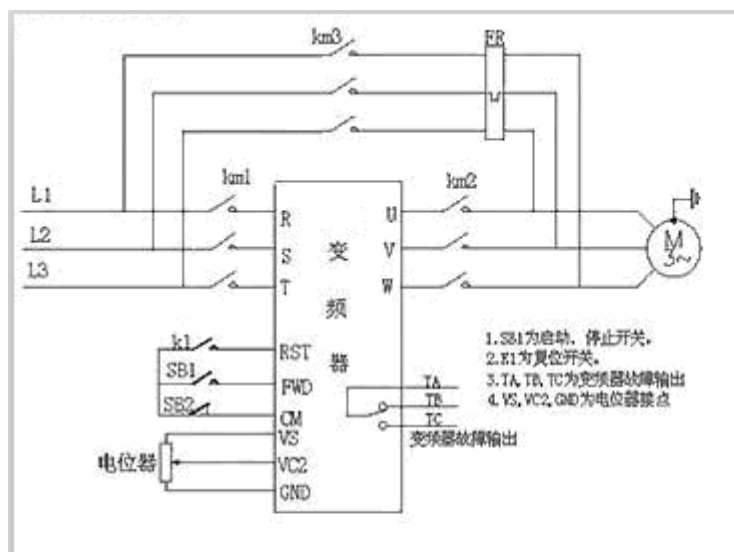 km3
FR
km1
km2
L1
L2
L3
R
S
T
U
V
W
变
频
器
M
3~
k1
SB1
SB2
RST
FWD
CM
VS
VC2
GND
电位器
TA
TB
TC
变频器故障输出
1.SB1为启动、停止开关。
2.K1为复位开关。
3.TA,TB,TC为变频器故障输出
4.VS,VC2,GND为电位器接点